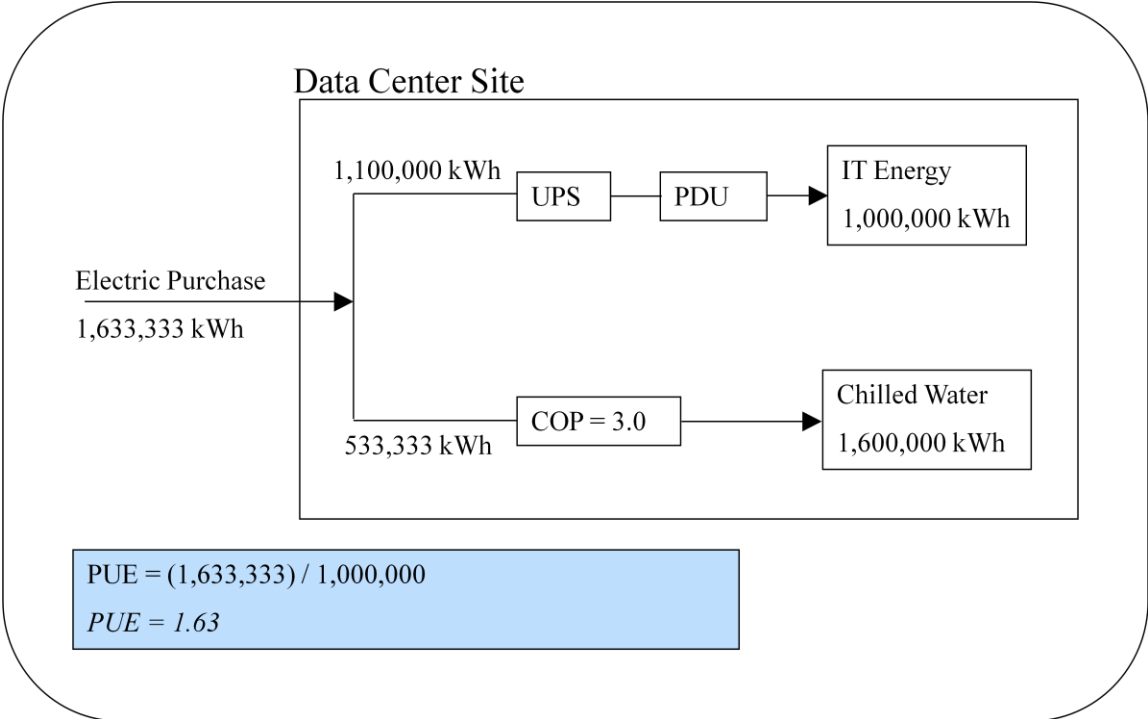 Data Center Site
1,100,000 kWh
UPS
PDU
IT Energy
1,000,000 kWh
Electric Purchase
1,633,333 kWh
533,333 kWh
COP = 3.0
Chilled Water
1,600,000 kWh
PUE = (1,633,333) / 1,000,000
PUE = 1.63